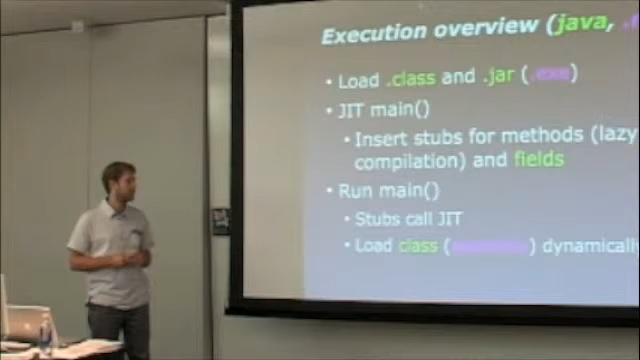 Execution overview (java,
• Load .class and .jar (.exe)
• JIT main()
• Insert stubs for methods (lazy
compilation) and fields
• Run main()
• Stubs call JIT
• Load class ( ) dynamically